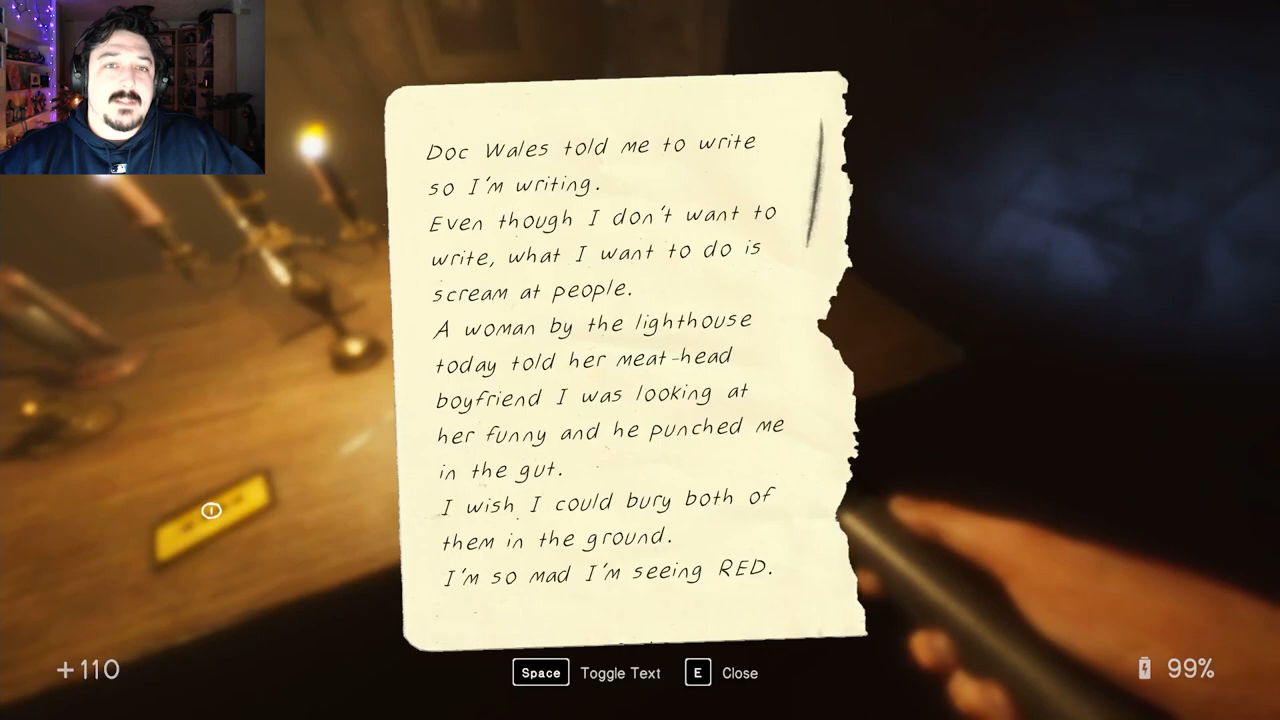 Doc Wales told me to write
so I'm writing.
Even though I don't want to
write, what I want to do is
scream at people.
A woman by the lighthouse
today told her meat-head
boyfriend I was looking at
her funny and he punched me
in the gut.
I wish I could bury both of
them in the ground.
I'm so mad I'm seeing RED.
+110
Space Toggle Text E Close
99%